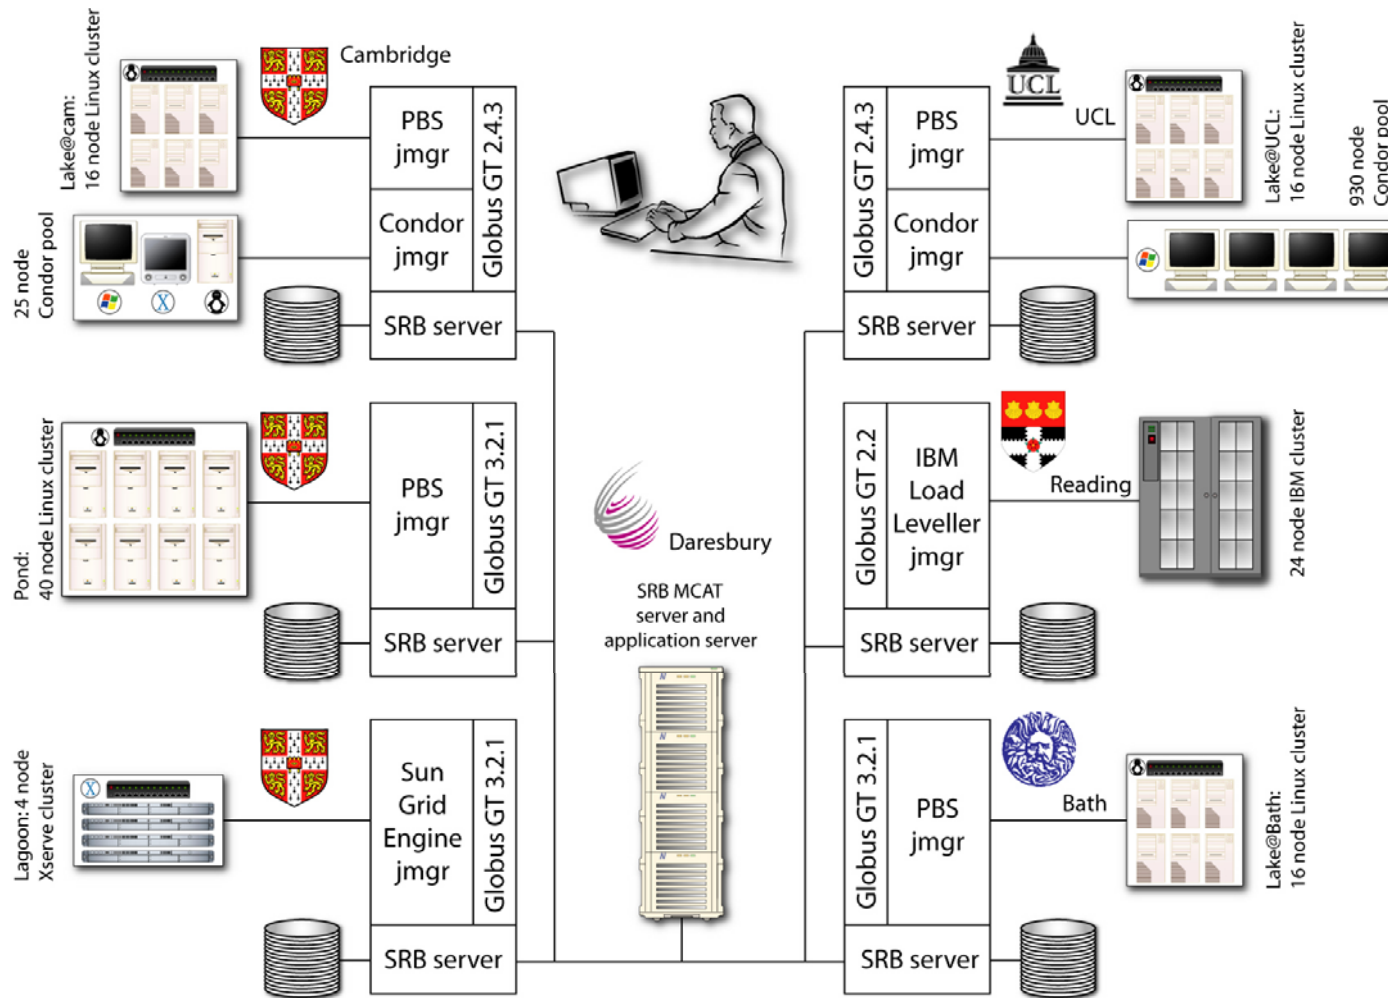 Lake@cam:
16 node Linux cluster
Cambridge
PBS
jmgr
Condor
jmgr
Globus GT 2.4.3
SRB server
25 node
Condor pool
UCL
UCL
Globus GT 2.4.3
PBS
jmgr
Condor
jmgr
SRB server
Lake@UCL:
16 node Linux cluster
930 node
Condor pool
Pond:
40 node Linux cluster
PBS
jmgr
Globus GT 3.2.1
SRB server
Daresbury
SRB MCAT
server and
application server
Globus GT 2.2
IBM
Load
Leveller
jmgr
SRB server
Reading
24 node IBM cluster
Lagoon: 4 node
Xserve cluster
Sun
Grid
Engine
jmgr
Globus GT 3.2.1
SRB server
Globus GT 3.2.1
PBS
jmgr
SRB server
Bath
Lake@Bath:
16 node Linux cluster